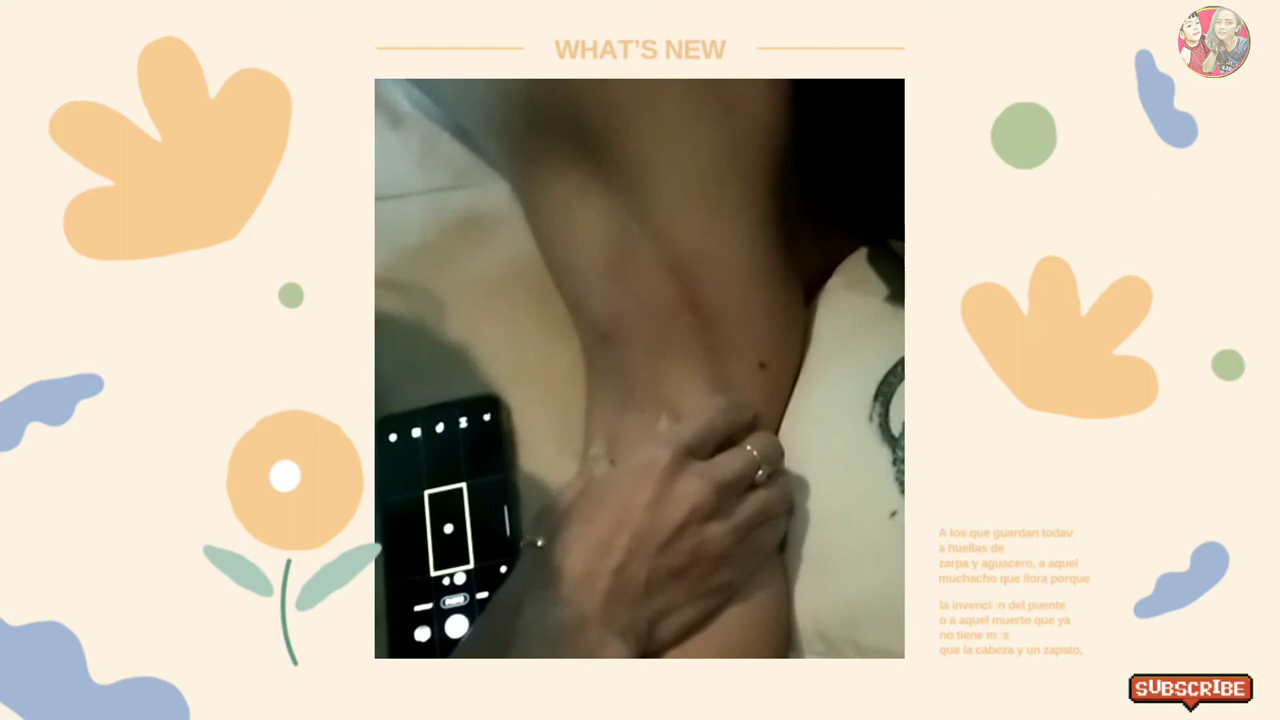 WHAT'S NEW
A los que guardan todav
a huellas de
zarpa y aguacero, a aquel
muchacho que llora porque
la invenci n del puente
o a aquel muerto que ya
no tiene m s
que la cabeza y un zapato,
SUBSCRIBE